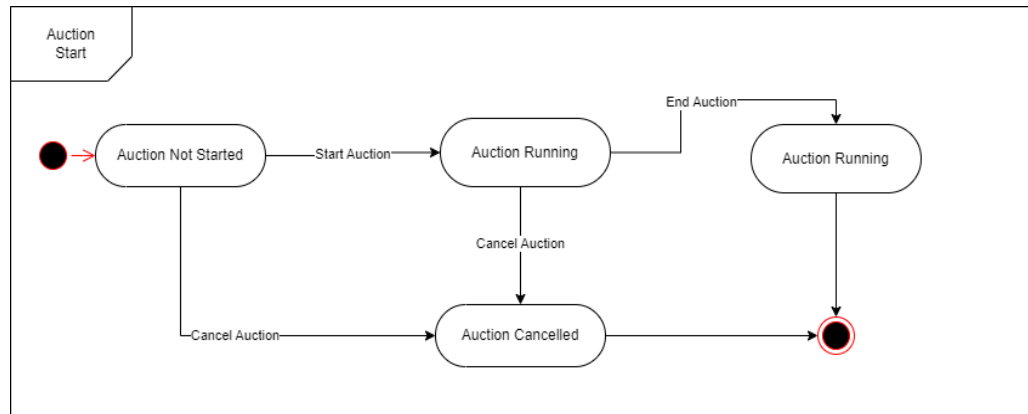 Auction
Start
End Auction
Auction Not Started
Start Auction
Auction Running
Auction Running
Cancel Auction
Cancel Auction
Auction Cancelled